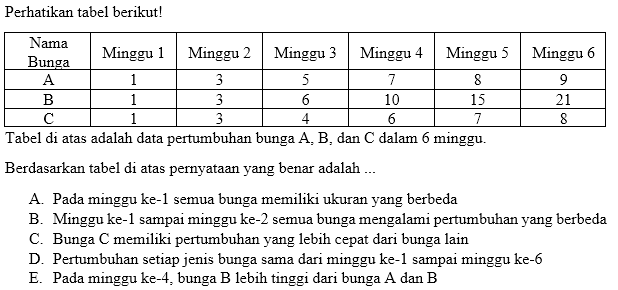 Perhatikan tabel berikut!
Nama Bunga Minggu 1 Minggu 2 Minggu 3 Minggu 4 Minggu 5 Minggu 6
A 1 3 5 7 8 9
B 1 3 6 10 15 21
C 1 3 4 6 7 8
Tabel di atas adalah data pertumbuhan bunga A, B, dan C dalam 6 minggu.
Berdasarkan tabel di atas pernyataan yang benar adalah ...
A. Pada minggu ke-1 semua bunga memiliki ukuran yang berbeda
B. Minggu ke-1 sampai minggu ke-2 semua bunga mengalami pertumbuhan yang berbeda
C. Bunga C memiliki pertumbuhan yang lebih cepat dari bunga lain
D. Pertumbuhan setiap jenis bunga sama dari minggu ke-1 sampai minggu ke-6
E. Pada minggu ke-4, bunga B lebih tinggi dari bunga A dan B